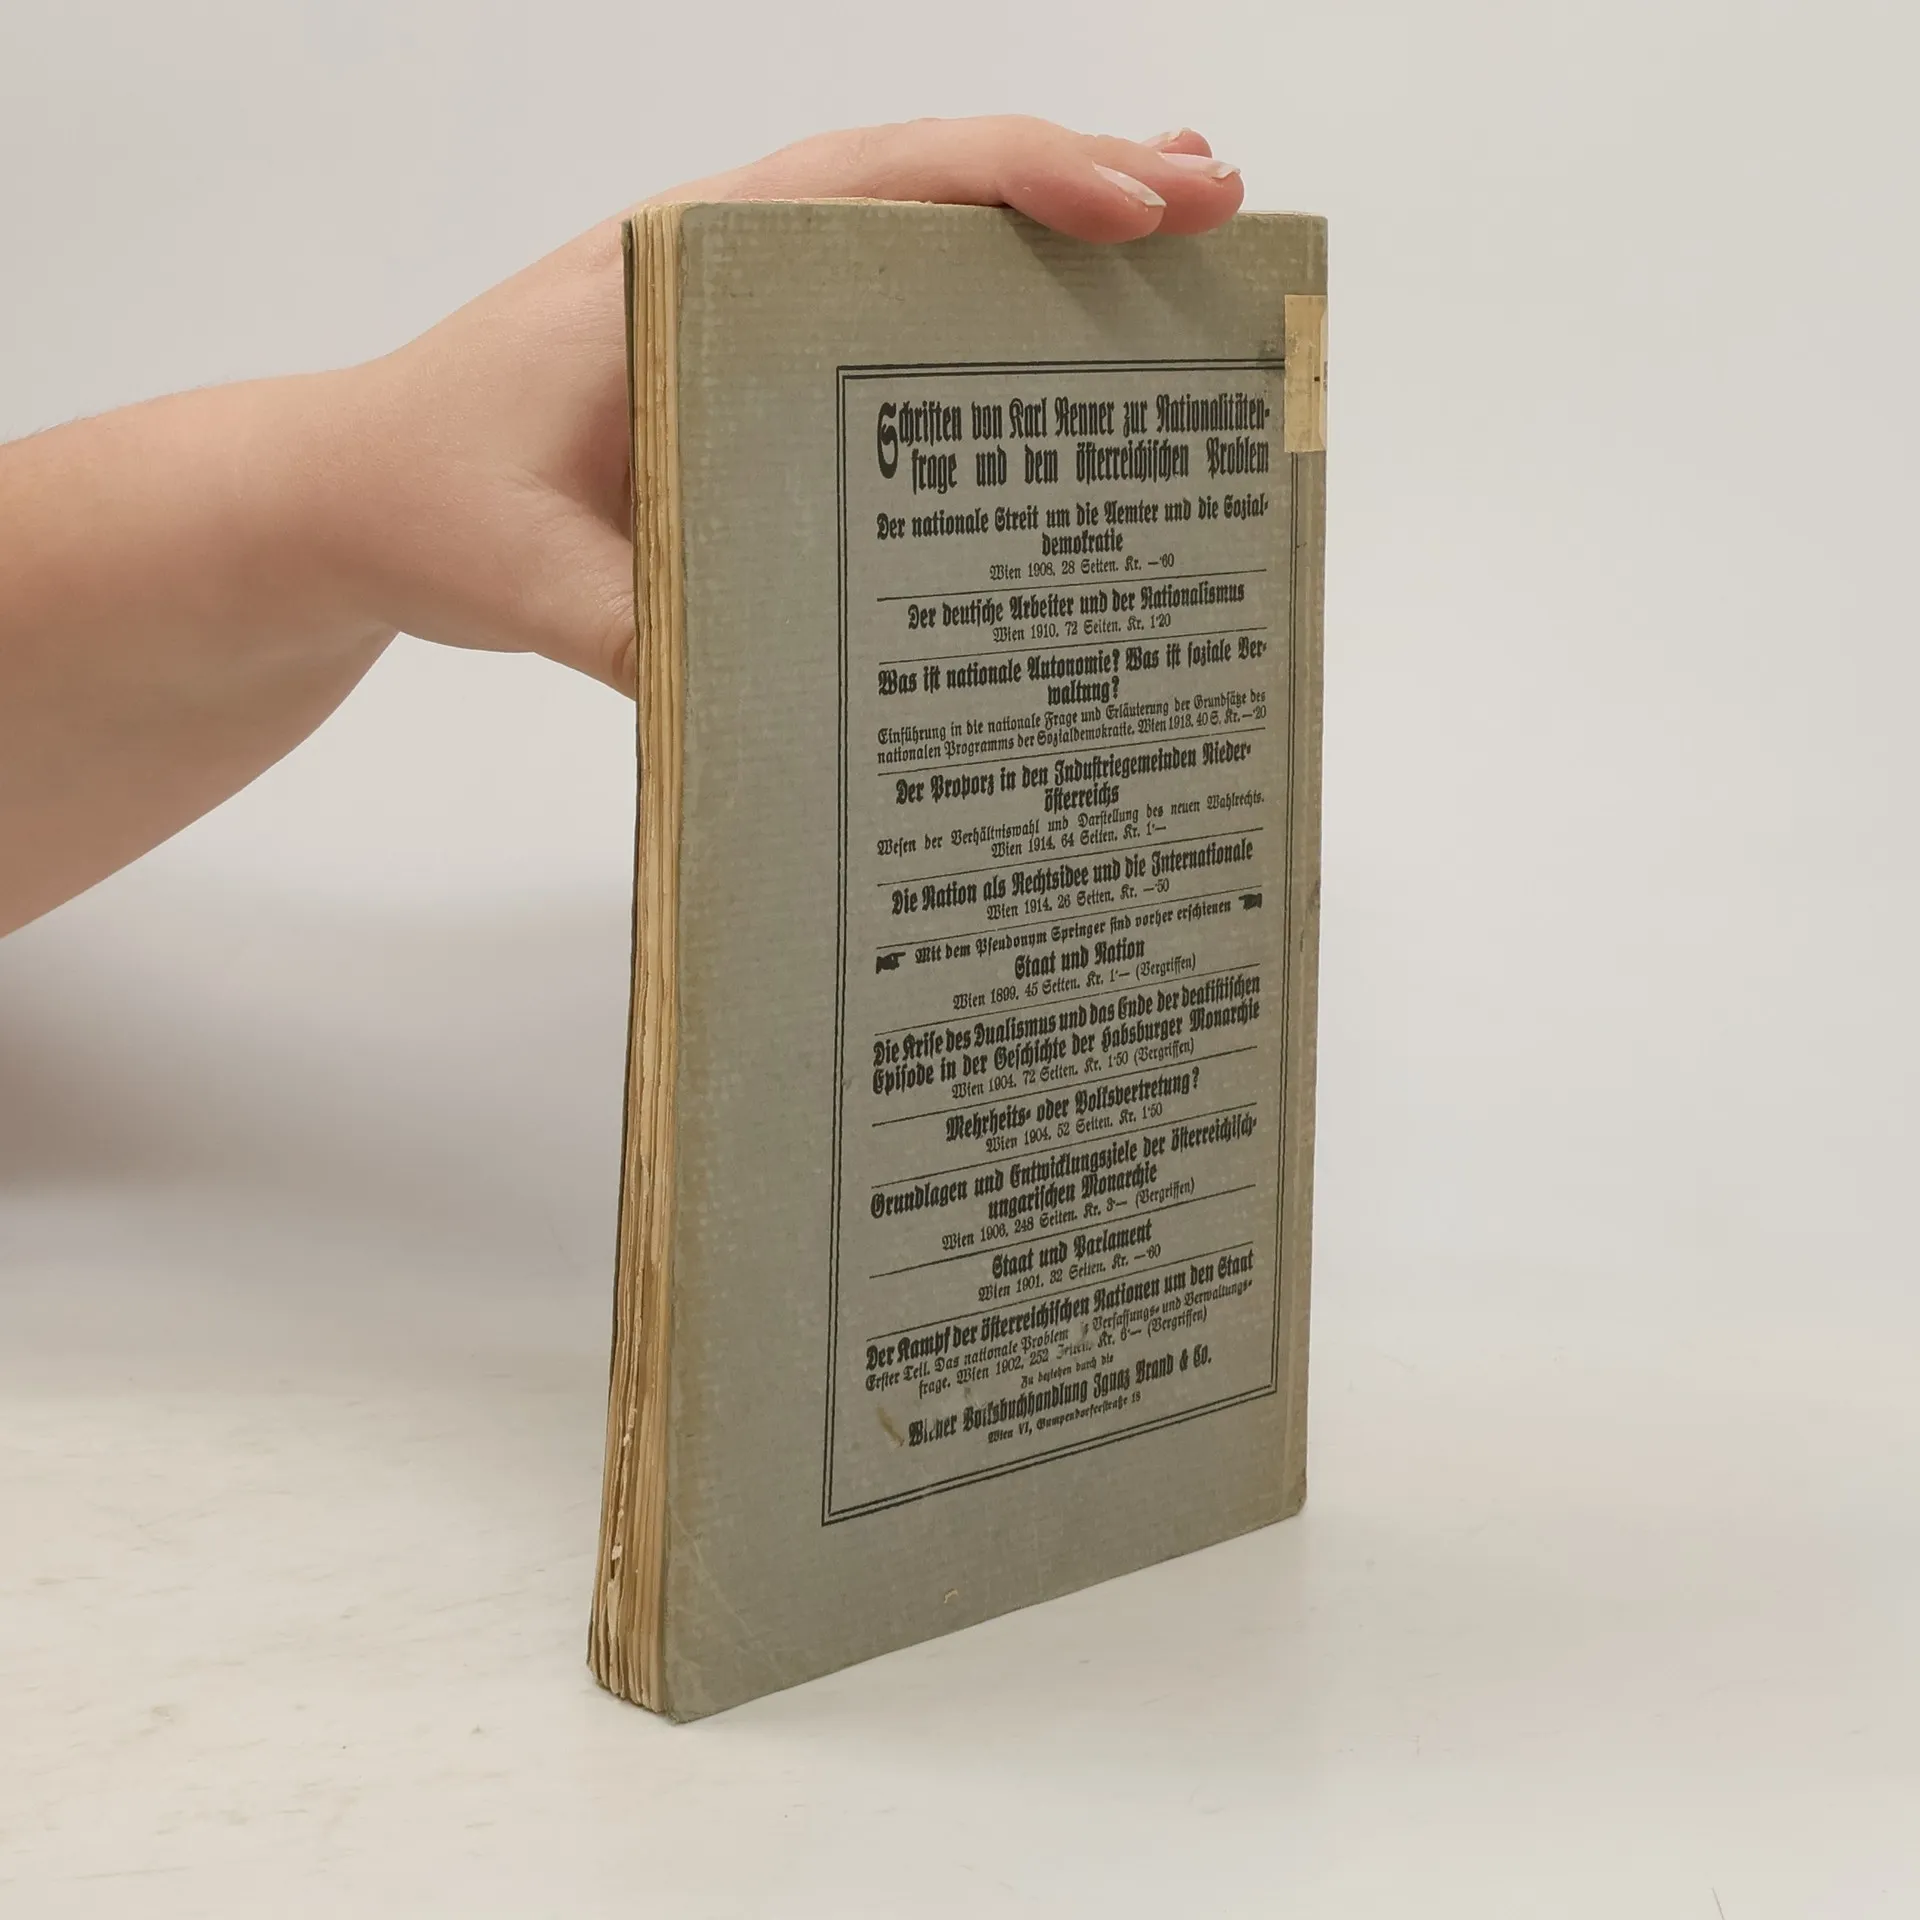 Schriften von Karl Renner zur Nationalitäten-
frage und dem österreichischen Problem
Der nationale Streit um die Aemter und die Sozial-
demokratie
Wien 1908. 28 Seiten. Kr. —·60
Der deutsche Arbeiter und der Nationalismus
Wien 1910. 72 Seiten. Kr. 1·20
Was ist nationale Autonomie? Was ist soziale Ver-
waltung?
Einführung in die nationale Frage und Erläuterung der Grundsätze des
nationalen Programms der Sozialdemokratie. Wien 1913. 40 S. Kr. —·20
Der Proporz in den Industriegemeinden Nieder-
österreichs
Wesen der Verhältniswahl und Darstellung des neuen Wahlrechts.
Wien 1914. 64 Seiten. Kr. 1·—
Die Nation als Rechtsidee und die Internationale
Wien 1914. 26 Seiten. Kr. —·50
Mit dem Pseudonym Springer sind vorher erschienen
Staat und Nation
Wien 1899. 45 Seiten. Kr. 1·— (Vergriffen)
Die Krise des Dualismus und das Ende der deakistischen
Episode in der Geschichte der Habsburger Monarchie
Wien 1904. 72 Seiten. Kr. 1·50 (Vergriffen)
Mehrheits- oder Volksvertretung?
Wien 1904. 52 Seiten. Kr. 1·50
Grundlagen und Entwicklungsziele der österreichisch-
ungarischen Monarchie
Wien 1906. 248 Seiten. Kr. 3·— (Vergriffen)
Staat und Parlament
Wien 1901. 32 Seiten. Kr. —·60
Der Kampf der österreichischen Nationen um den Staat
Erster Teil. Das nationale Problem Verfassungs- und Verwaltungs-
frage. Wien 1902. 252 Seiten. Kr. 6·— (Vergriffen)
Zu beziehen durch die
Wiener Volksbuchhandlung Ignaz Brand & Co.
Wien VI, Gumpendorferstraße 18